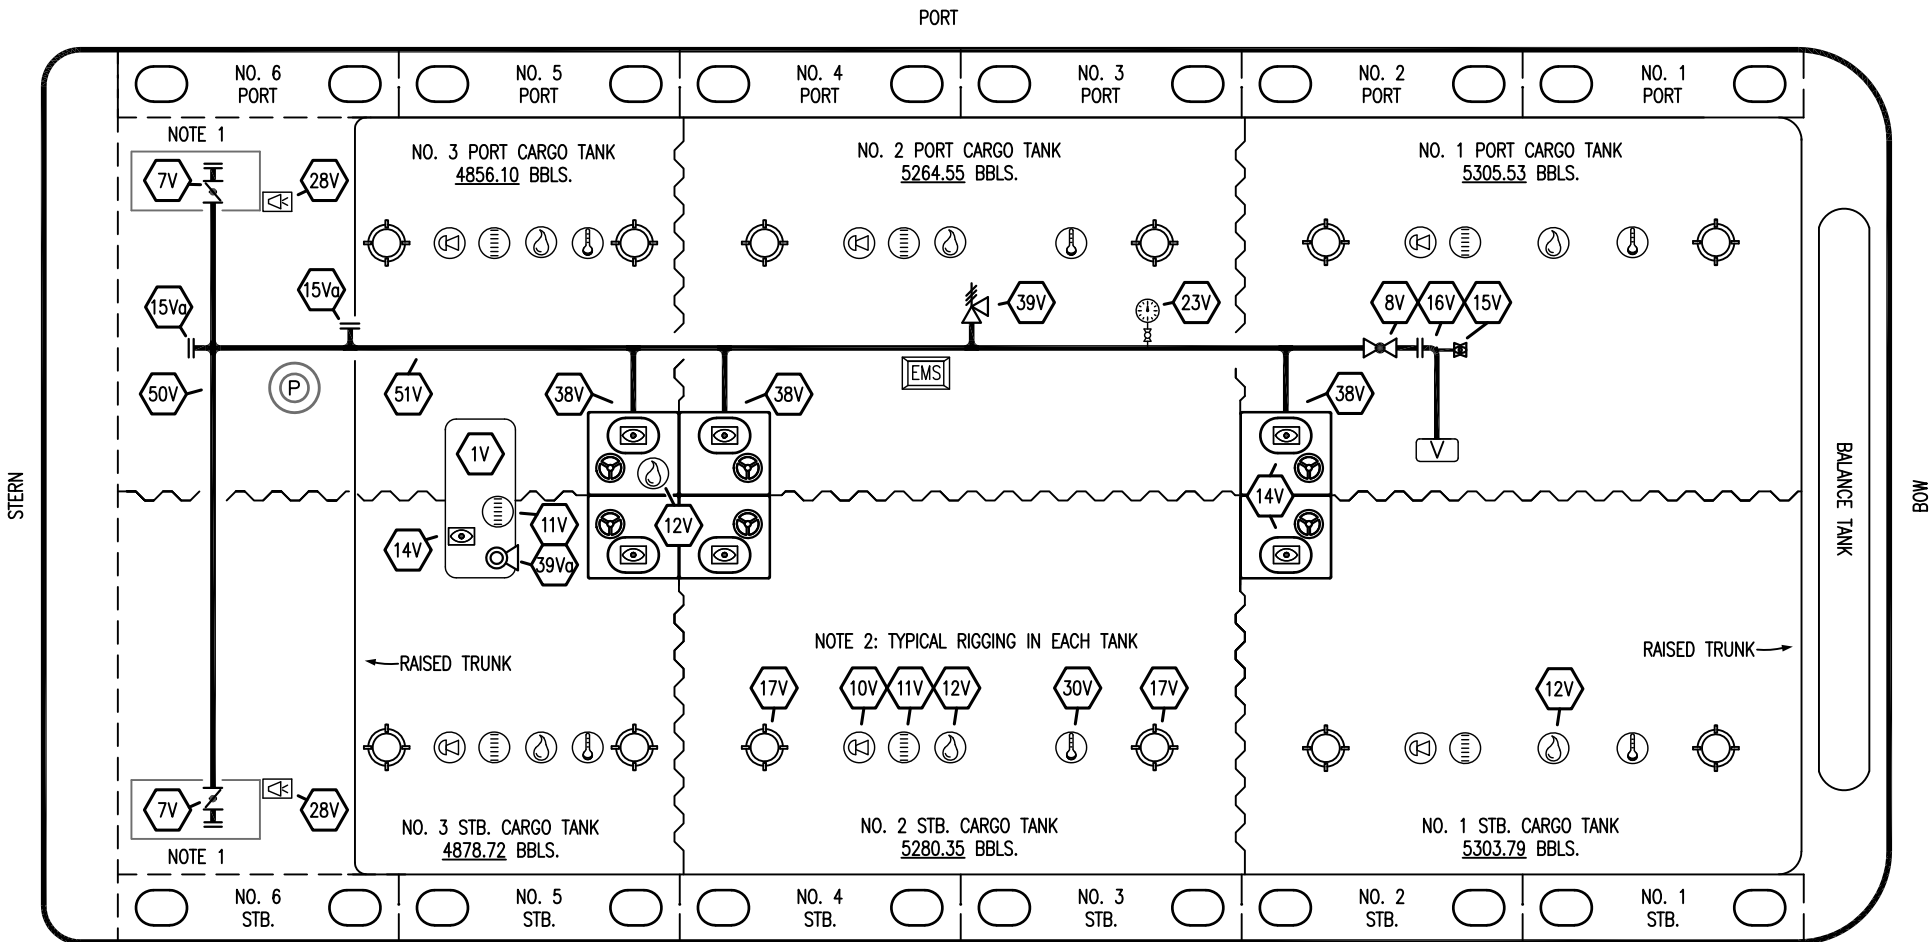 PORT
NO. 6
PORT
NO. 5
PORT
NO. 4
PORT
NO. 3
PORT
NO. 2
PORT
NO. 1
PORT
NOTE 1
7V
28V
NO. 3 PORT CARGO TANK
4856.10 BBLS.
NO. 2 PORT CARGO TANK
5264.55 BBLS.
NO. 1 PORT CARGO TANK
5305.53 BBLS.
15Va
15Va
39V
23V
8V
16V
15V
50V
P
51V
38V
38V
EMS
38V
1V
V
STERN
14V
11V
39Va
12V
14V
BALANCE TANK
BOW
NOTE 2: TYPICAL RIGGING IN EACH TANK
RAISED TRUNK
RAISED TRUNK
17V
10V
11V
12V
30V
17V
12V
7V
28V
NO. 3 STB. CARGO TANK
4878.72 BBLS.
NO. 2 STB. CARGO TANK
5280.35 BBLS.
NO. 1 STB. CARGO TANK
5303.79 BBLS.
NOTE 1
NO. 6
STB.
NO. 5
STB.
NO. 4
STB.
NO. 3
STB.
NO. 2
STB.
NO. 1
STB.